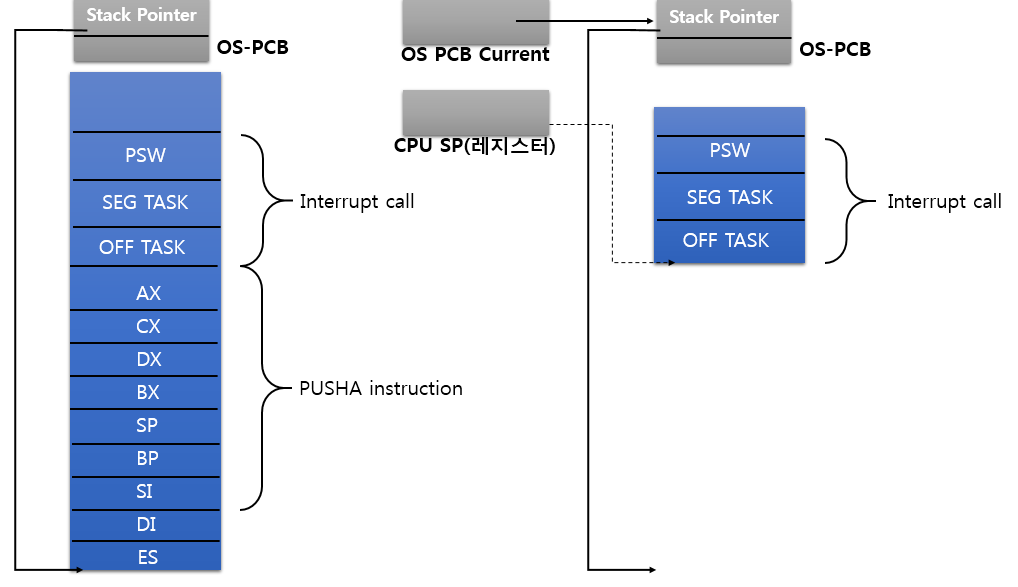 Stack Pointer
OS-PCB
PSW
SEG TASK
OFF TASK
Interrupt call
AX
CX
DX
BX
SP
BP
SI
DI
ES
PUSHA instruction
OS PCB Current
CPU SP(레지스터)
Stack Pointer
OS-PCB
PSW
SEG TASK
OFF TASK
Interrupt call